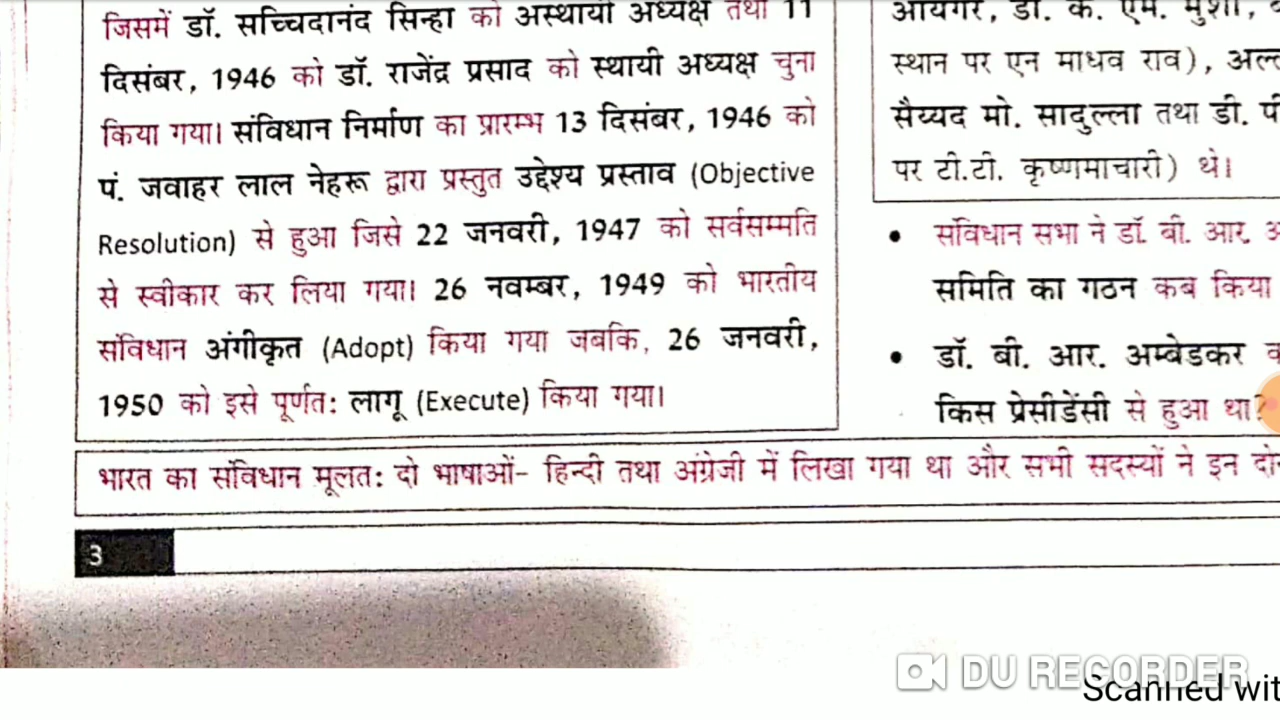 जिसमें डॉ. सच्चिदानंद सिन्हा को अस्थायी अध्यक्ष तथा 11
दिसंबर, 1946 को डॉ. राजेंद्र प्रसाद को स्थायी अध्यक्ष चुना
किया गया। संविधान निर्माण का प्रारम्भ 13 दिसंबर, 1946 को
पं. जवाहर लाल नेहरू द्वारा प्रस्तुत उद्देश्य प्रस्ताव (Objective
Resolution) से हुआ जिसे 22 जनवरी, 1947 को सर्वसम्मति
से स्वीकार कर लिया गया। 26 नवम्बर, 1949 को भारतीय
संविधान अंगीकृत (Adopt) किया गया जबकि, 26 जनवरी,
1950 को इसे पूर्णत: लागू (Execute) किया गया।
आयंगर, डॉ. के. एम. मुंशी,
स्थान पर एन माधव राव),
सैय्यद मो. सादुल्ला तथा डी.
पर टी.टी. कृष्णमाचारी) थे।
• संविधान सभा ने डॉ. बी. आर.
समिति का गठन कब किया
• डॉ. बी. आर. अम्बेडकर
किस प्रेसीडेंसी से हुआ था?
भारत का संविधान मूलत: दो भाषाओं- हिन्दी तथा अंग्रेजी में लिखा गया था और सभी सदस्यों ने इन
3
DU RECORDER
Scanned